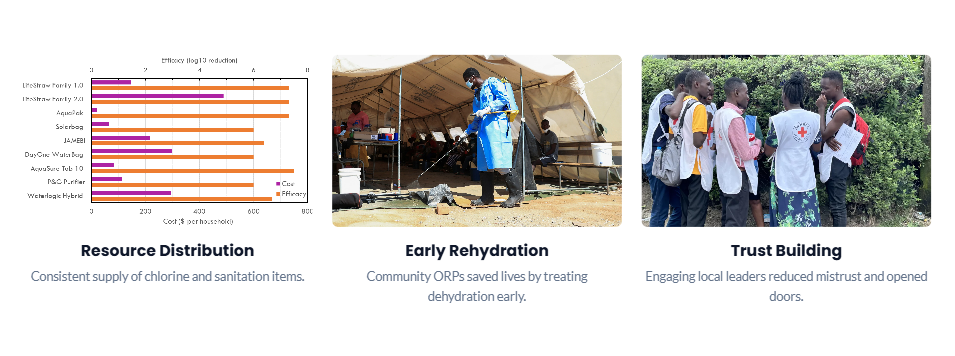 Efficacy (log10 reduction)
0 2 4 6 8
LifeStraw Family 1.0
LifeStraw Family 2.0
AquaPak
Solarbag
JAMEBI
DayOne WaterBag
AquaSure Tab 10
P&G Purifier
Waterlogic Hybrid
Cost
Efficacy
0 200 400 600 800
Cost ($ per household)
Resource Distribution
Consistent supply of chlorine and sanitation items.
Early Rehydration
Community ORPs saved lives by treating
dehydration early.
Trust Building
Engaging local leaders reduced mistrust and opened
doors.